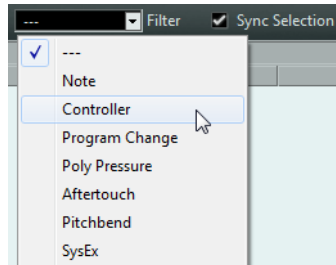 --- Filter Sync Selection
---
Note
Controller
Program Change
Poly Pressure
Aftertouch
Pitchbend
SysEx